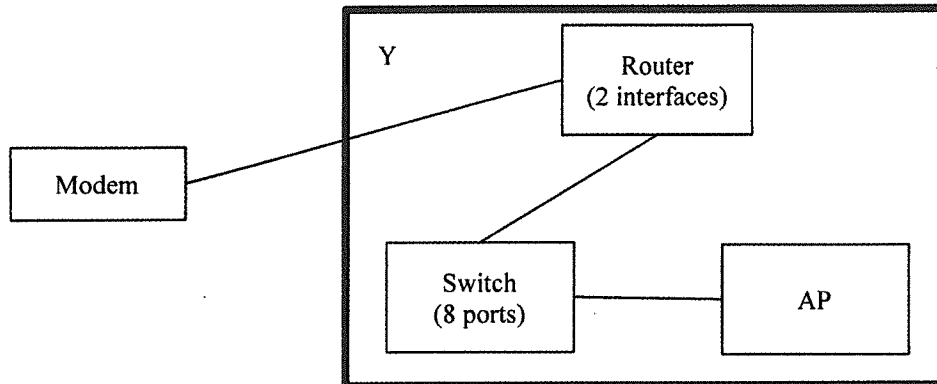 Y
Router
(2 interfaces)
Modem
Switch
(8 ports)
AP